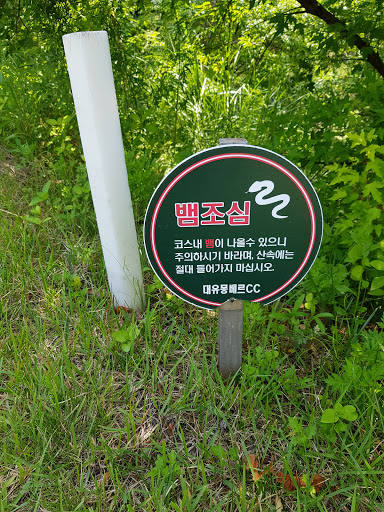 뱀조심
코스내 뱀이 나올수 있으니
주의하시기 바라며, 산속에는
절대 들어가지 마십시오.
대유몽베르CC